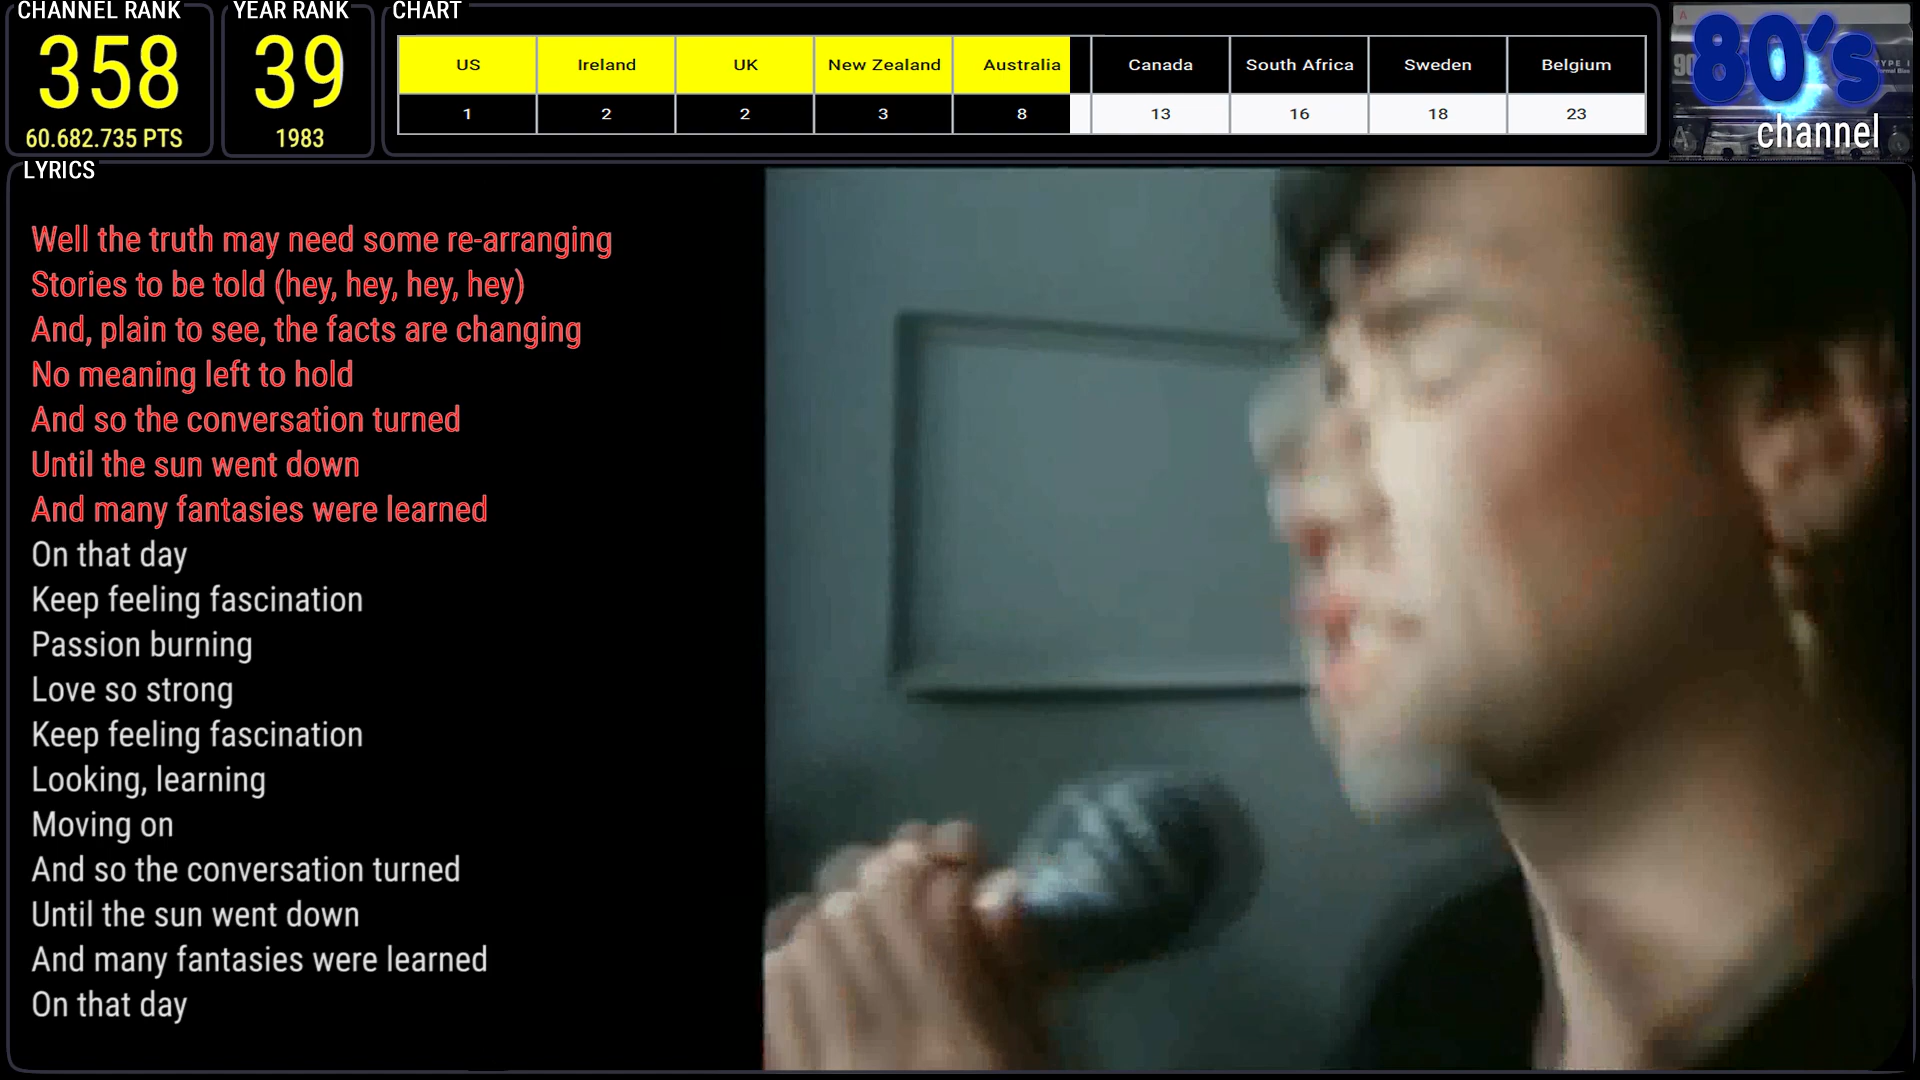 CHANNEL RANK
358
60.682.735 PTS
YEAR RANK
39
1983
CHART
US Ireland UK New Zealand Australia Canada South Africa Sweden Belgium
1 2 2 3 8 13 16 18 23
80's
channel
A
90
TYPE I
A
LYRICS
Well the truth may need some re-arranging
Stories to be told (hey, hey, hey, hey)
And, plain to see, the facts are changing
No meaning left to hold
And so the conversation turned
Until the sun went down
And many fantasies were learned
On that day
Keep feeling fascination
Passion burning
Love so strong
Keep feeling fascination
Looking, learning
Moving on
And so the conversation turned
Until the sun went down
And many fantasies were learned
On that day